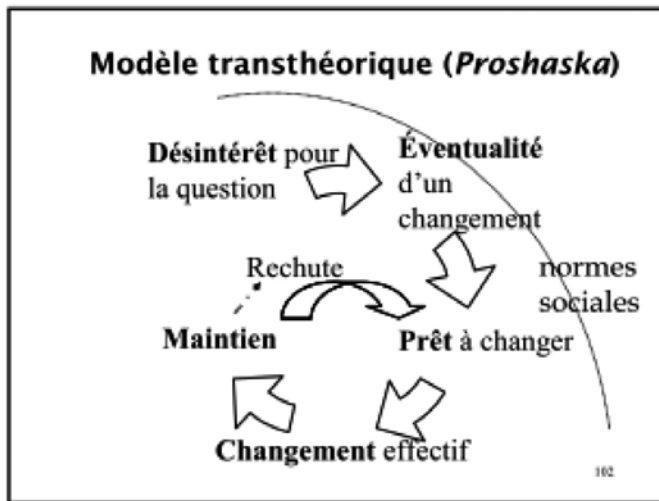 Modèle transthéorique (Proshaska)
Désintérêt pour
la question
Éventualité
d'un
changement
normes
sociales
Rechute
Maintien
Prêt à changer
Changement effectif
102